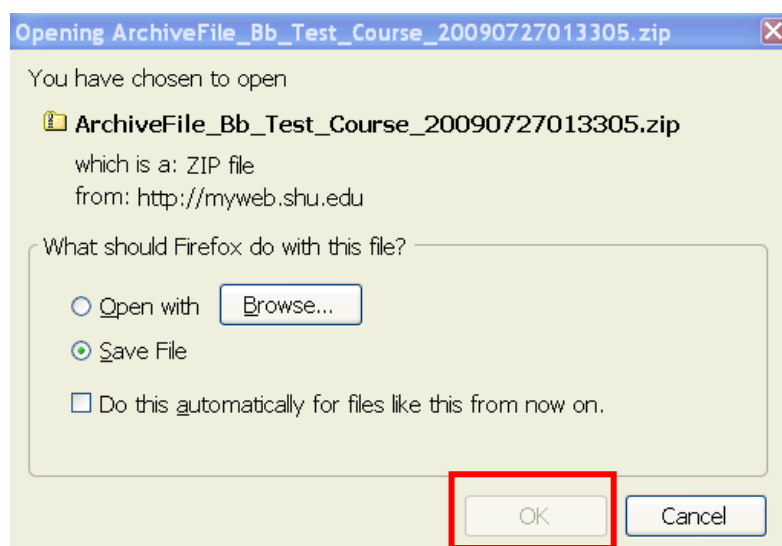 Opening ArchiveFile_Bb_Test_Course_20090727013305.zip
You have chosen to open
ArchiveFile_Bb_Test_Course_20090727013305.zip
which is a: ZIP file
from: http://myweb.shu.edu
What should Firefox do with this file?
Open with Browse...
Save File
Do this automatically for files like this from now on.
OK Cancel